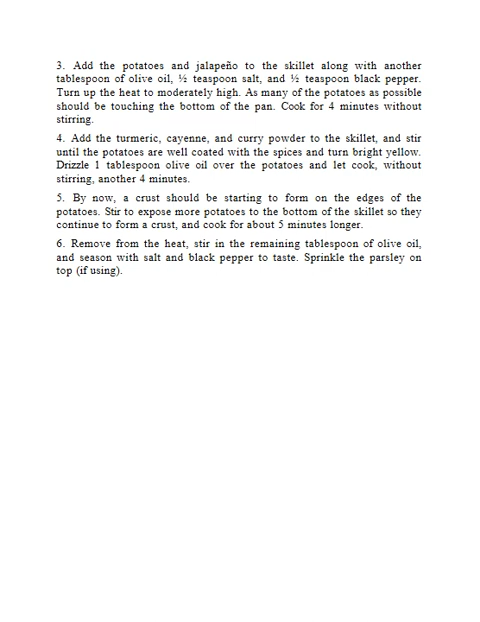 3. Add the potatoes and jalapeño to the skillet along with another
tablespoon of olive oil, ½ teaspoon salt, and ½ teaspoon black pepper.
Turn up the heat to moderately high. As many of the potatoes as possible
should be touching the bottom of the pan. Cook for 4 minutes without
stirring.
4. Add the turmeric, cayenne, and curry powder to the skillet, and stir
until the potatoes are well coated with the spices and turn bright yellow.
Drizzle 1 tablespoon olive oil over the potatoes and let cook, without
stirring, another 4 minutes.
5. By now, a crust should be starting to form on the edges of the
potatoes. Stir to expose more potatoes to the bottom of the skillet so they
continue to form a crust, and cook for about 5 minutes longer.
6. Remove from the heat, stir in the remaining tablespoon of olive oil,
and season with salt and black pepper to taste. Sprinkle the parsley on
top (if using).